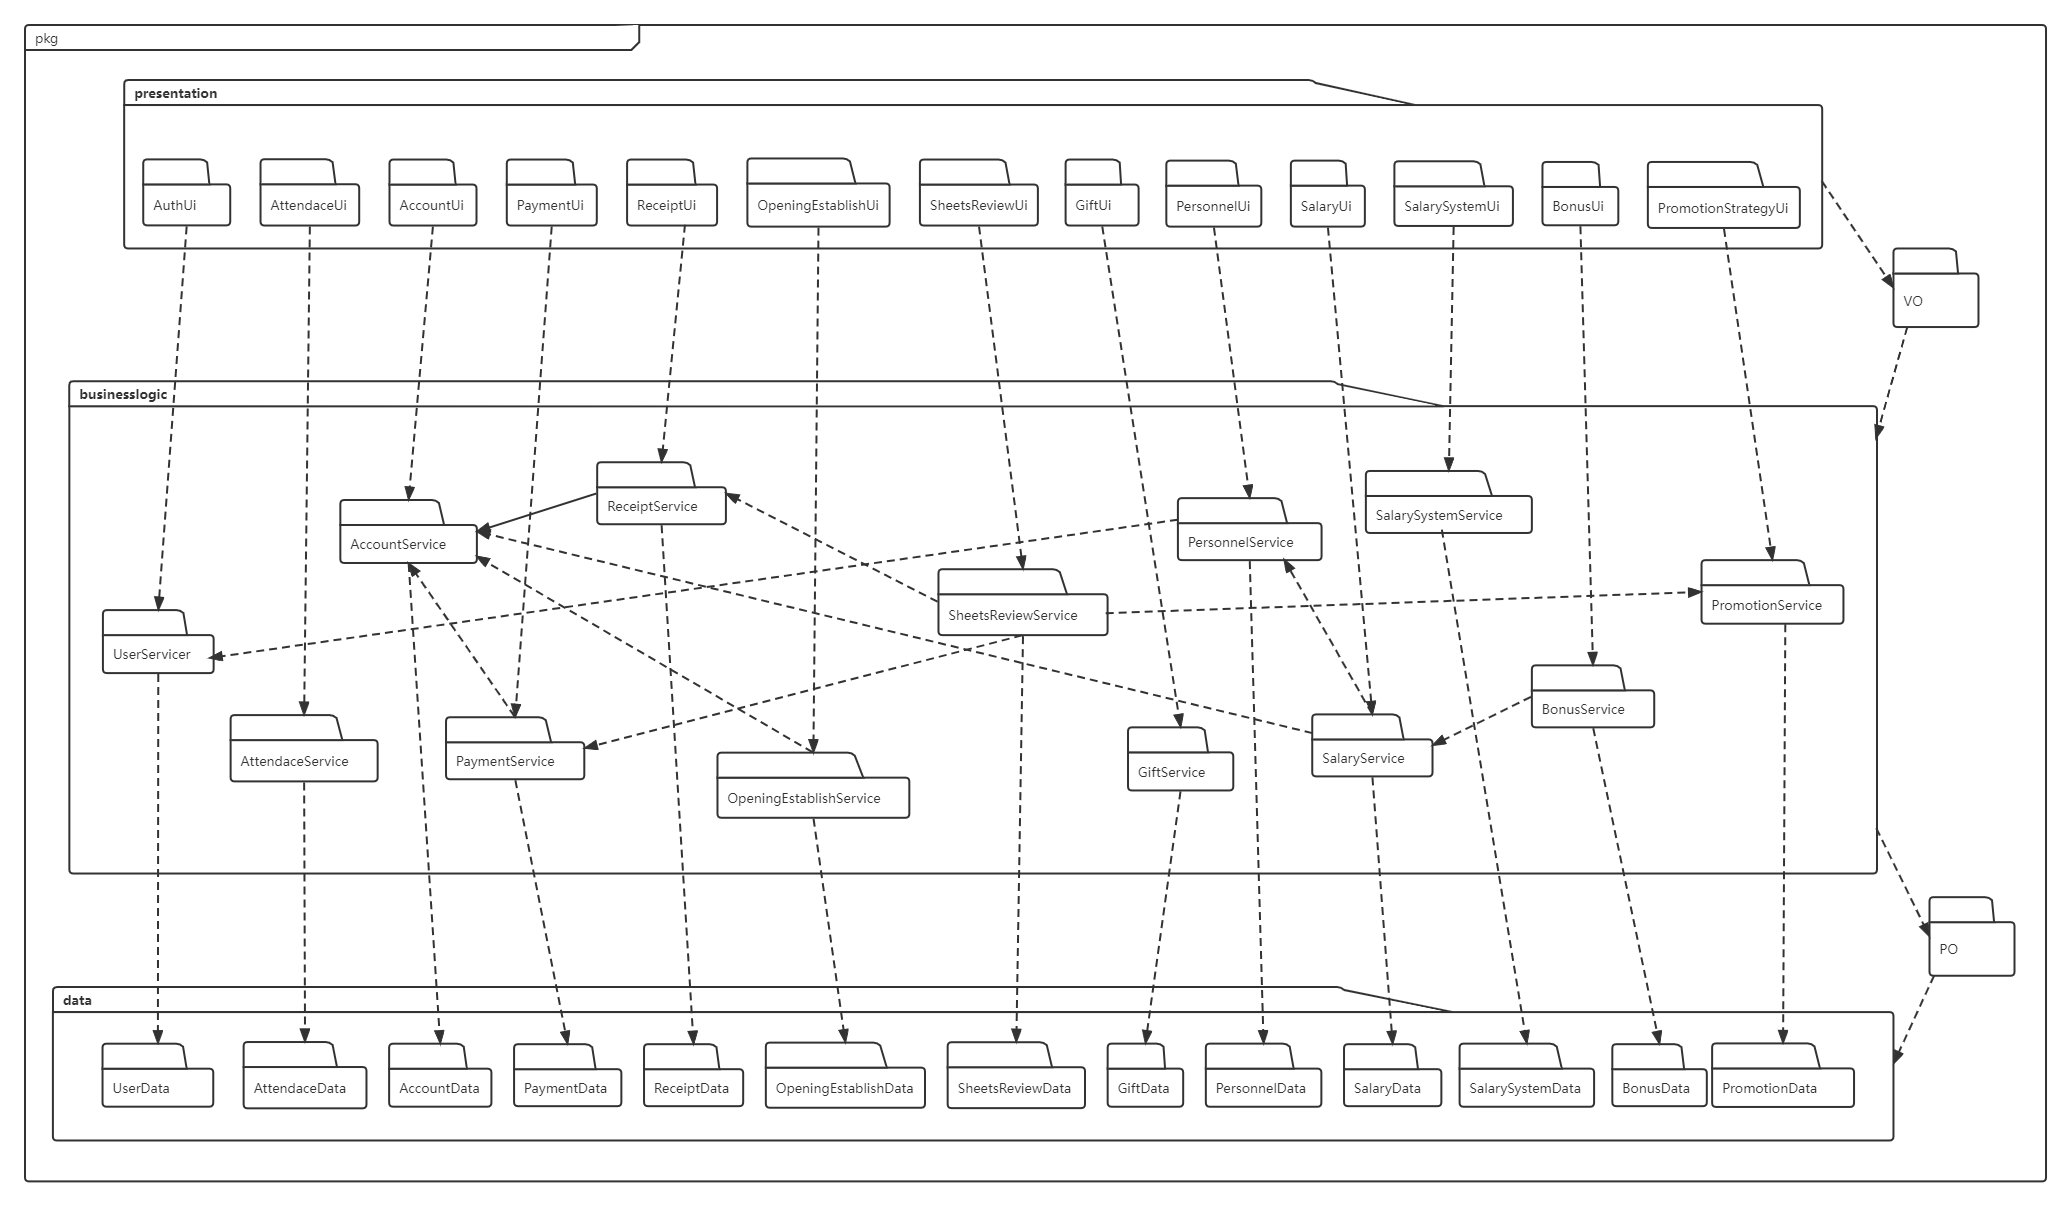 pkg
presentation
AuthUi
AttendaceUi
AccountUi
PaymentUi
ReceiptUi
OpeningEstablishUi
SheetsReviewUi
GiftUi
PersonnelUi
SalaryUi
SalarySystemUi
BonusUi
PromotionStrategyUi
VO
businesslogic
ReceiptService
SalarySystemService
AccountService
PersonnelService
SheetsReviewService
PromotionService
UserServicer
BonusService
AttendaceService
PaymentService
SalaryService
GiftService
OpeningEstablishService
PO
data
UserData
AttendaceData
AccountData
PaymentData
ReceiptData
OpeningEstablishData
SheetsReviewData
GiftData
PersonnelData
SalaryData
SalarySystemData
BonusData
PromotionData